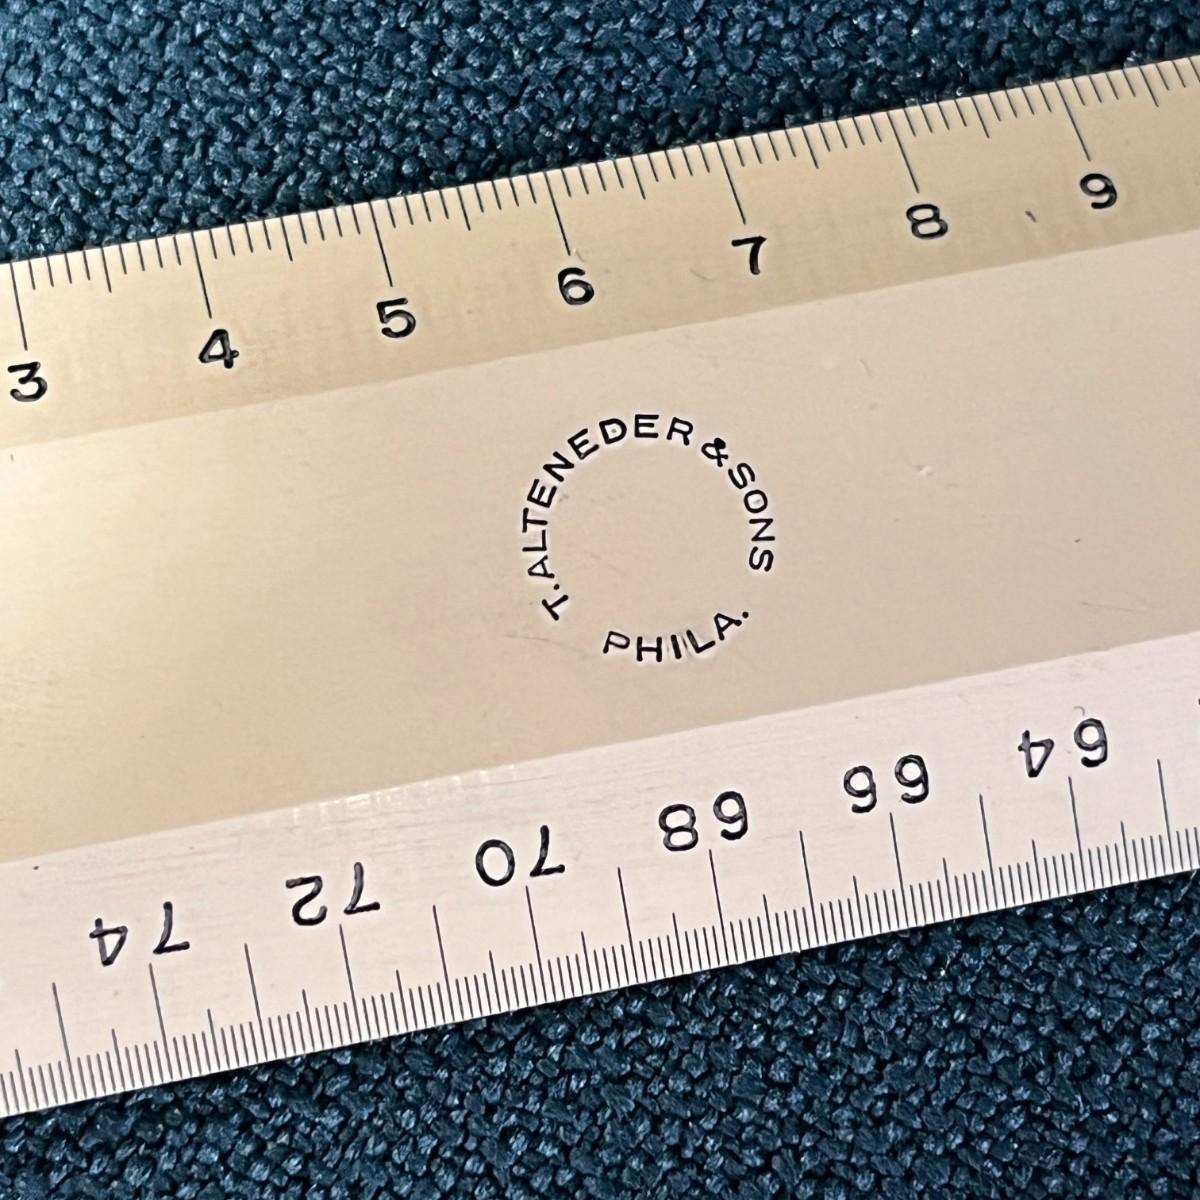 3 4 5 6 7 8 9
T. ALTENEDER & SONS
PHILA.
74 72 70 68 66 64